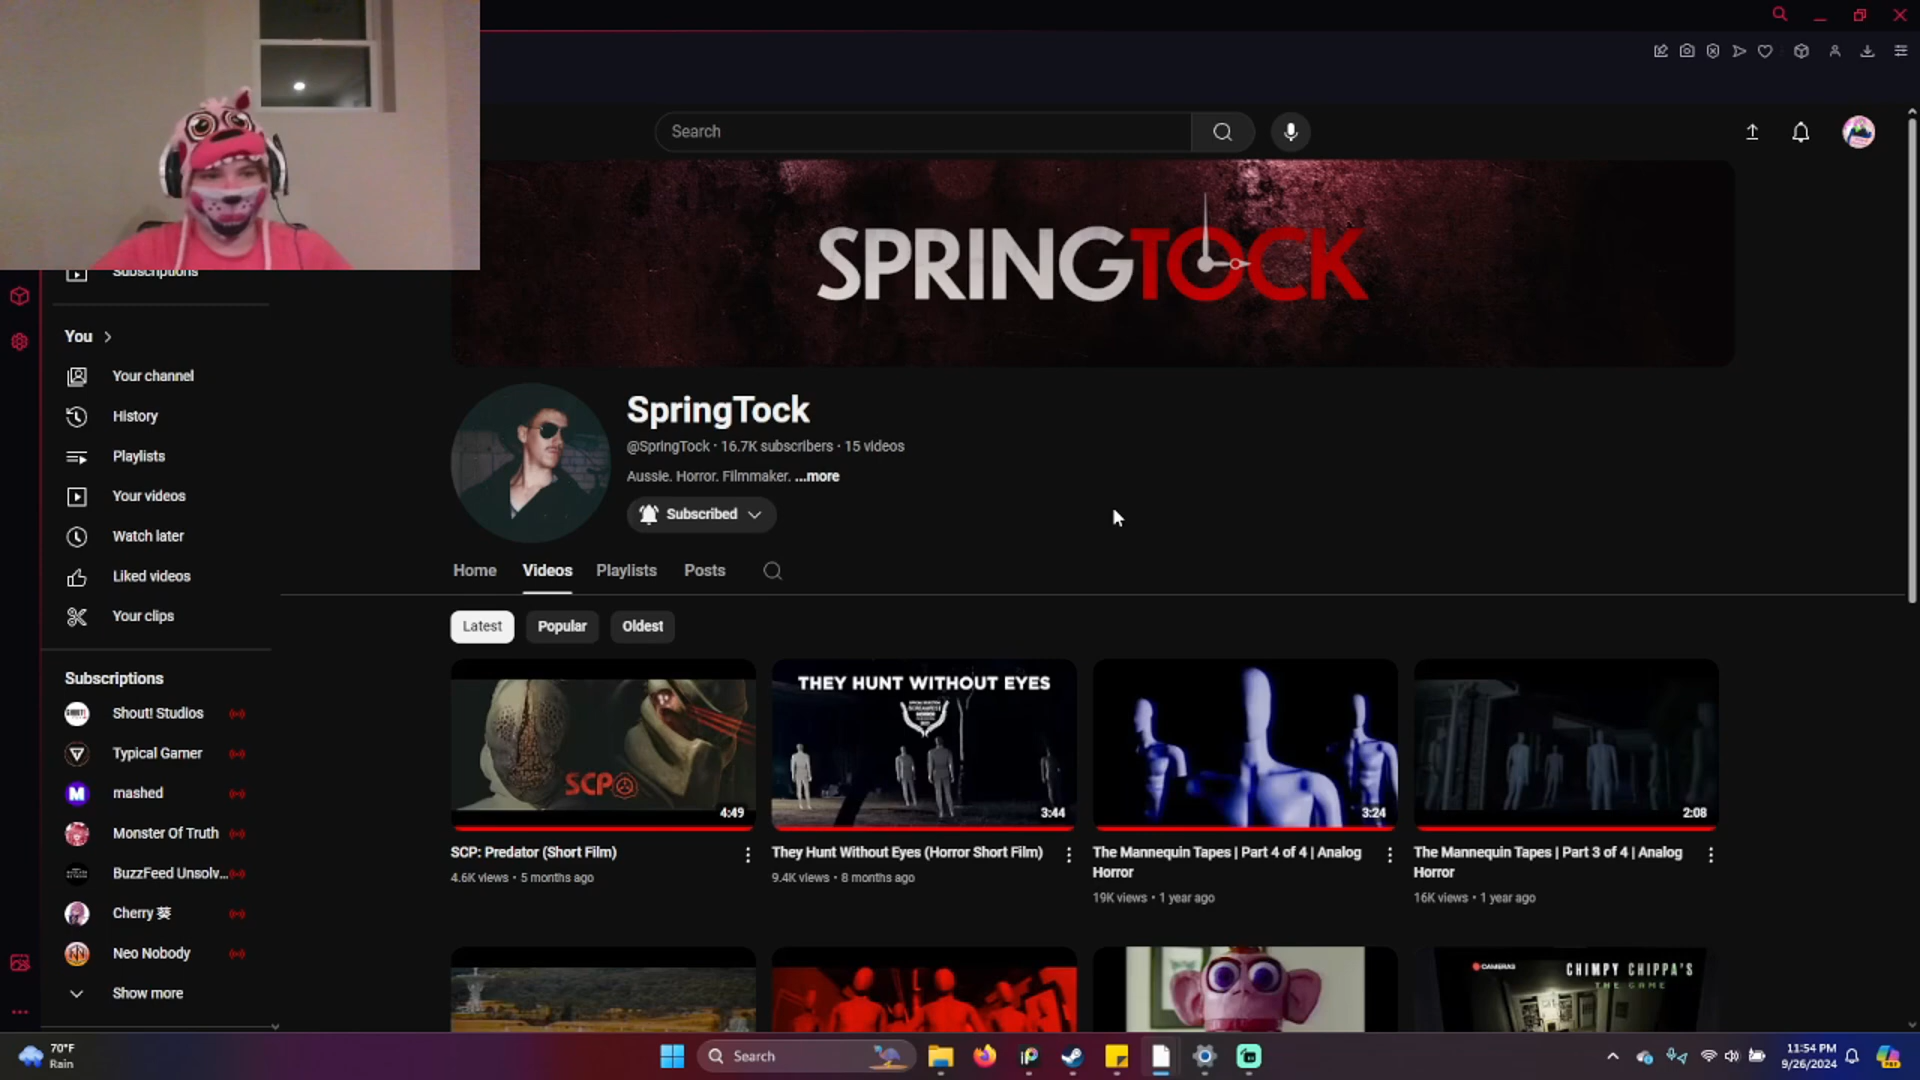 Search
SPRINGTOCK
Subscriptions
You
Your channel
History
Playlists
Your videos
Watch later
Liked videos
Your clips
Subscriptions
Shout! Studios
Typical Gamer
mashed
Monster Of Truth
BuzzFeed Unsolv...
Cherry 葵
Neo Nobody
Show more
SpringTock
@SpringTock · 16.7K subscribers · 15 videos
Aussie. Horror. Filmmaker. ...more
Subscribed
Home Videos Playlists Posts
Latest Popular Oldest
SCP
4:49
THEY HUNT WITHOUT EYES
3:44
3:24
2:08
SCP: Predator (Short Film)
4.6K views · 5 months ago
They Hunt Without Eyes (Horror Short Film)
9.4K views · 8 months ago
The Mannequin Tapes | Part 4 of 4 | Analog
Horror
19K views · 1 year ago
The Mannequin Tapes | Part 3 of 4 | Analog
Horror
16K views · 1 year ago
CAMERAS
CHIMPY CHIPPA'S
THE GAME
70°F
Rain
Search
11:54 PM
9/26/2024